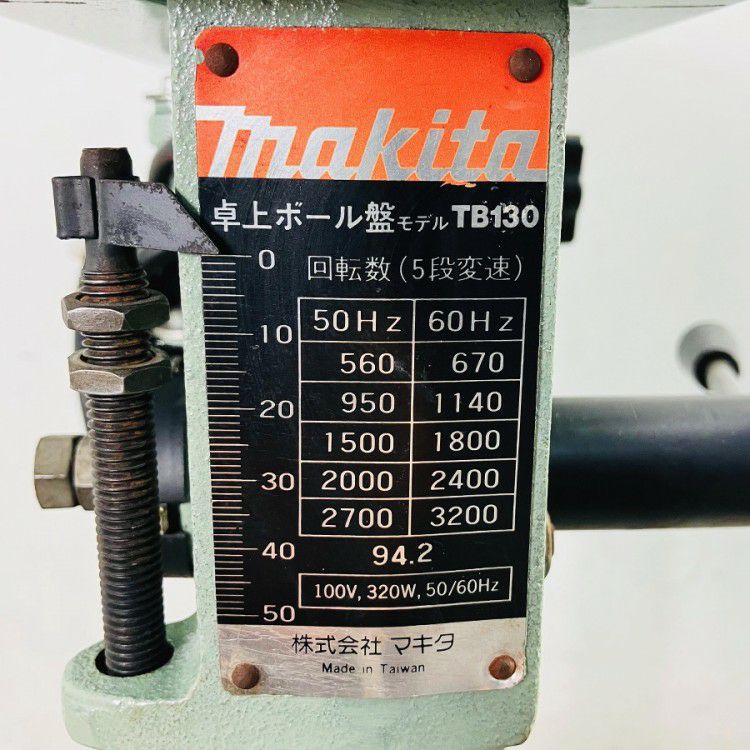 makita
卓上ボール盤モデル TB130
0
回転数(5段変速)
50Hz 60Hz
10
560 670
950 1140
20
1500 1800
30
2000 2400
2700 3200
40
94.2
100V, 320W, 50/60Hz
50
株式会社 マキタ
Made in Taiwan